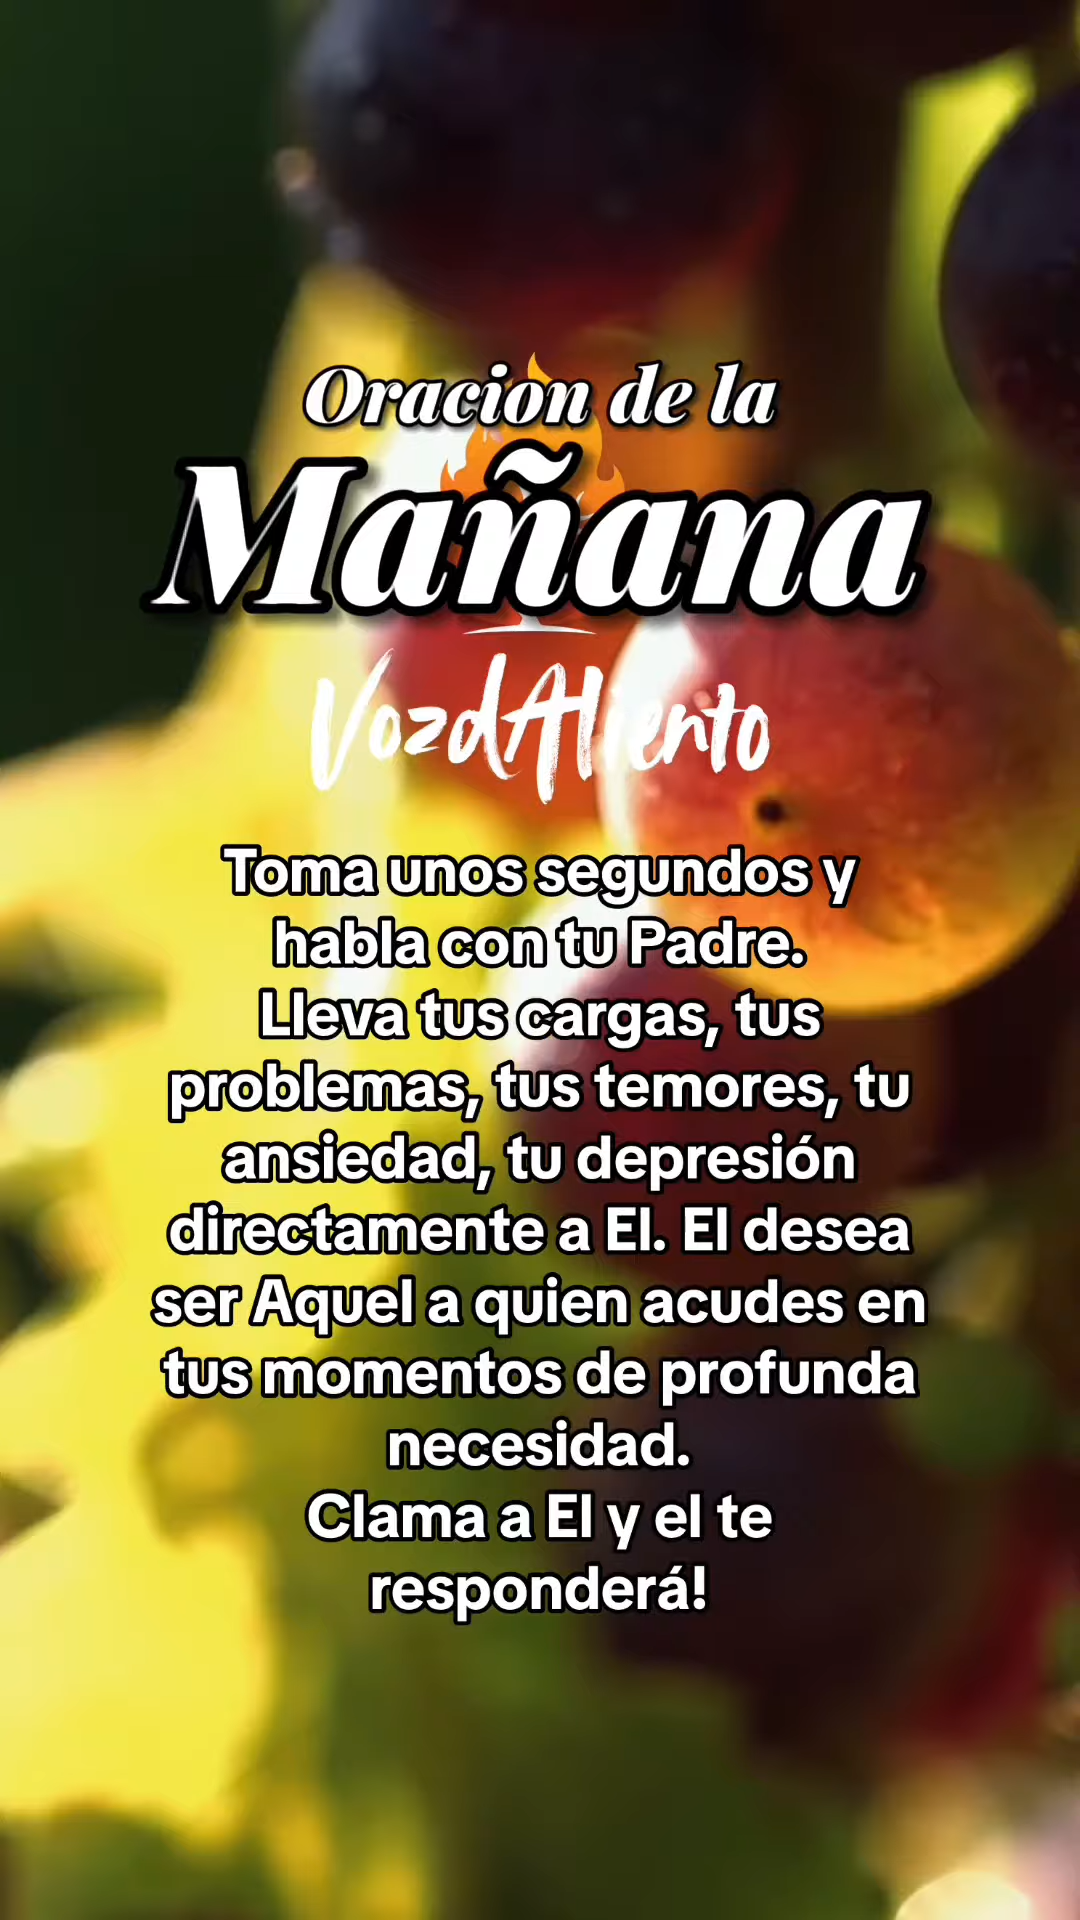 Oracion de la
Mañana
VozdAliento
Toma unos segundos y
habla con tu Padre.
Lleva tus cargas, tus
problemas, tus temores, tu
ansiedad, tu depresión
directamente a El. El desea
ser Aquel a quien acudes en
tus momentos de profunda
necesidad.
Clama a El y el te
responderá!